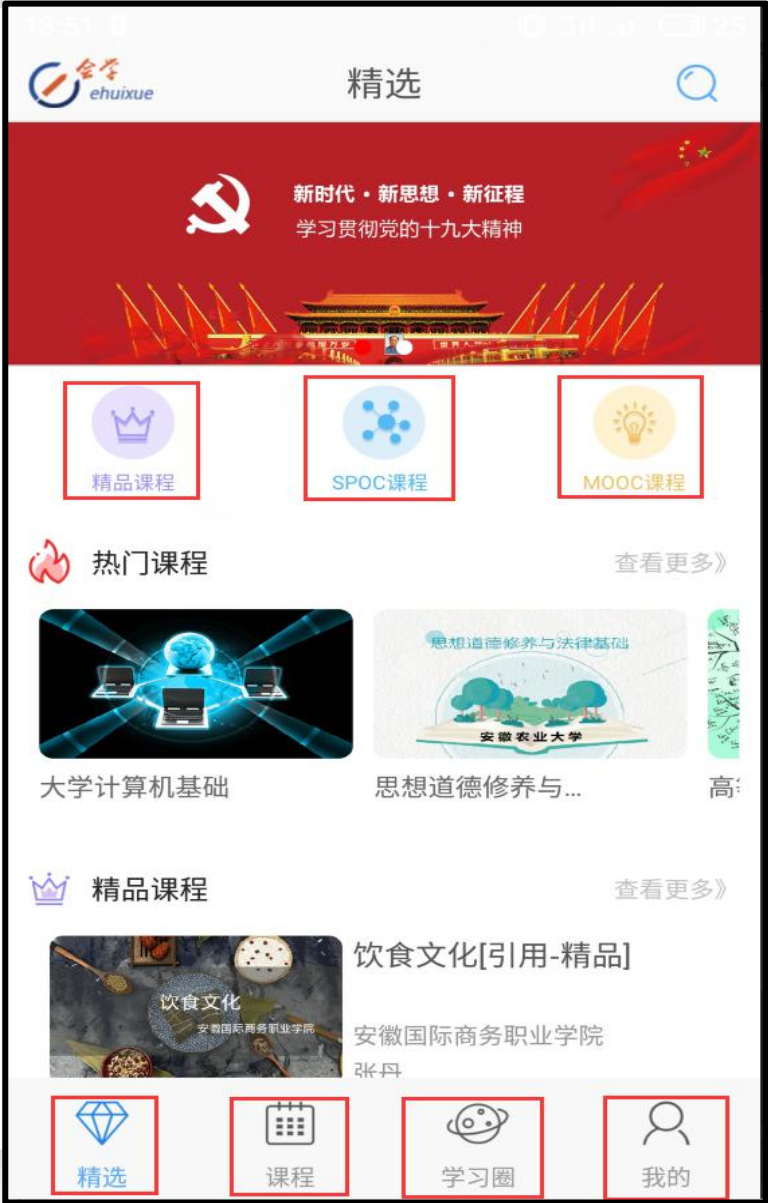 会学
ehuixue
精选
新时代·新思想·新征程
学习贯彻党的十九大精神
精品课程
SPOC课程
MOOC课程
热门课程
查看更多》
思想道德修养与法律基础
安徽农业大学
大学计算机基础
思想道德修养与...
高
精品课程
查看更多》
饮食文化
安徽国际商务职业学院
饮食文化[引用-精品]
安徽国际商务职业学院
张丹
精选
课程
学习圈
我的